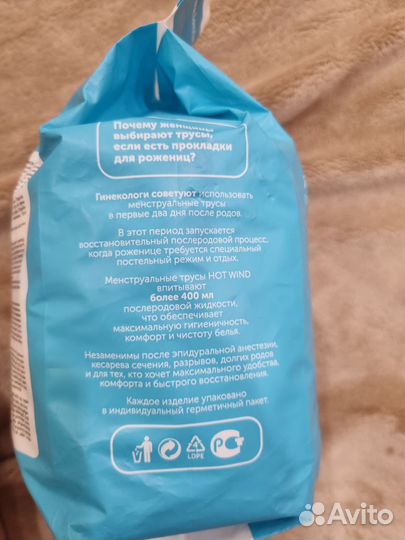 Почему женщины
выбирают трусы,
если есть прокладки
для рожениц?
Гинекологи советуют использовать
менструальные трусы
в первые два дня после родов.
В этот период запускается
восстановительный послеродовой процесс,
когда роженице требуется специальный
постельный режим и отдых.
Менструальные трусы HOT WIND
впитывают
более 400 мл
послеродовой жидкости,
что обеспечивает
максимальную гигиеничность,
комфорт и чистоту белья.
Незаменимы после эпидуральной анестезии,
кесарева сечения, разрывов, долгих родов
и для тех, кто хочет максимального удобства,
комфорта и быстрого восстановления.
Каждое изделие упаковано
в индивидуальный герметичный пакет.
4
LDPE
РСТ
Avito